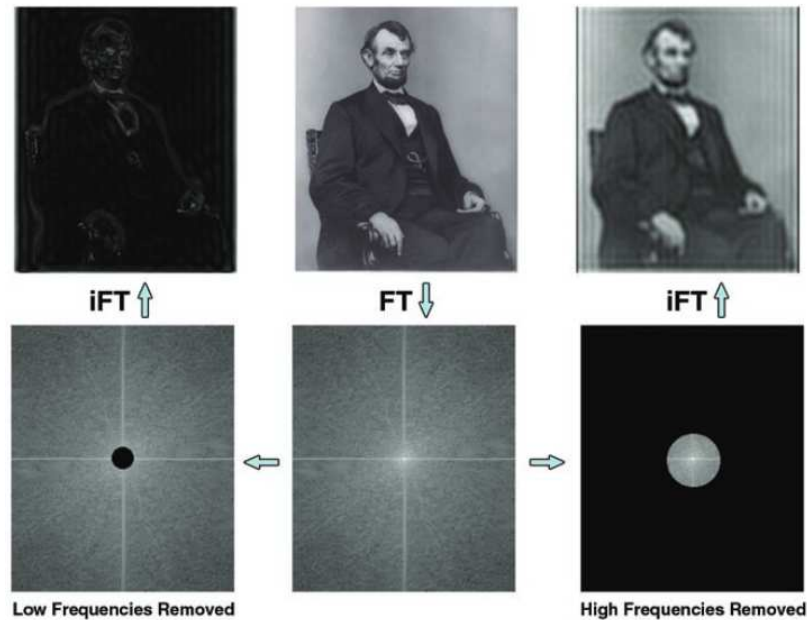 iFT
FT
iFT
Low Frequencies Removed
High Frequencies Removed